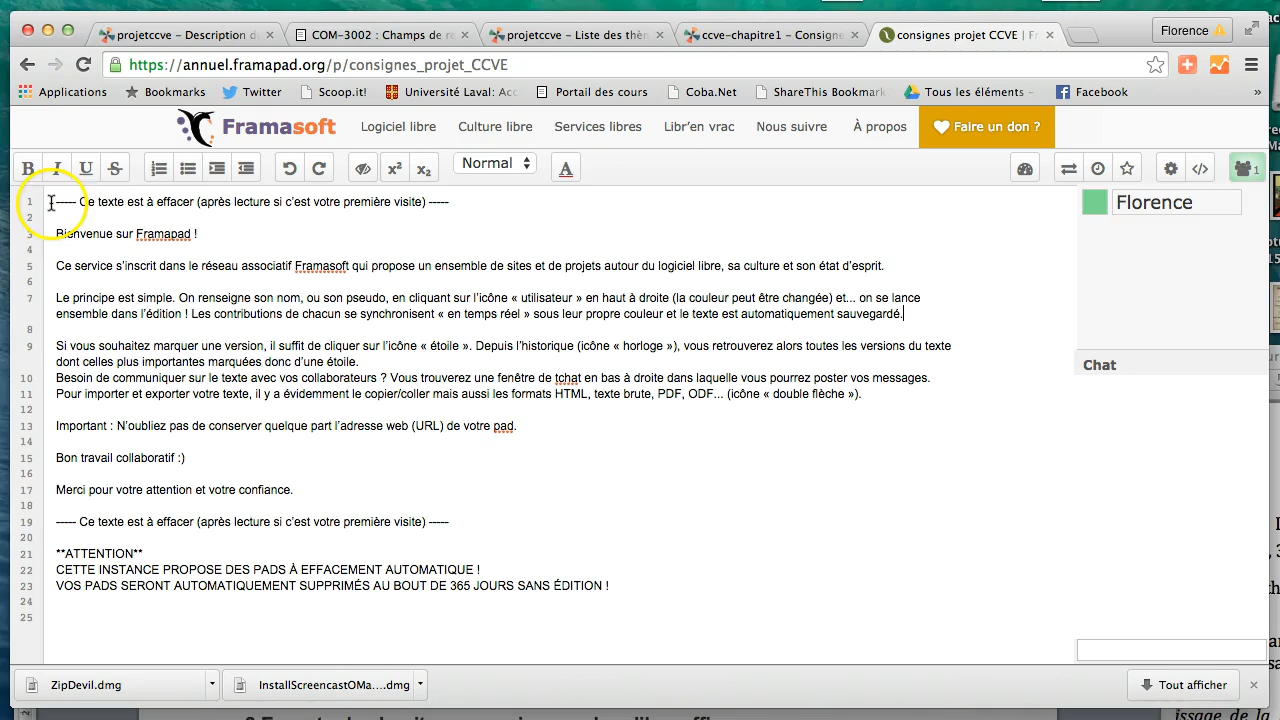 projetccve – Description d
COM-3002 : Champs de re
projetccve – Liste des thèn
ccve-chapitre1 – Consigne
consignes projet CCVE | F
Florence
https://annuel.framapad.org/p/consignes_projet_CCVE
Applications
Bookmarks
Twitter
Scoop.it!
Université Laval: Acc
Portail des cours
Coba.Net
ShareThis Bookmark
Tous les éléments
Facebook
»
Framasoft
Logiciel libre
Culture libre
Services libres
Libr'en vrac
Nous suivre
À propos
Faire un don ?
B I U S
x² x₂
Normal
A
1
Florence
1 ----- Ce texte est à effacer (après lecture si c'est votre première visite) -----
2
3 Bienvenue sur Framapad !
4
5 Ce service s'inscrit dans le réseau associatif Framasoft qui propose un ensemble de sites et de projets autour du logiciel libre, sa culture et son état d'esprit.
6
7 Le principe est simple. On renseigne son nom, ou son pseudo, en cliquant sur l'icône « utilisateur » en haut à droite (la couleur peut être changée) et... on se lance
ensemble dans l'édition ! Les contributions de chacun se synchronisent « en temps réel » sous leur propre couleur et le texte est automatiquement sauvegardé.
8
9 Si vous souhaitez marquer une version, il suffit de cliquer sur l'icône « étoile ». Depuis l'historique (icône « horloge »), vous retrouverez alors toutes les versions du texte
dont celles plus importantes marquées donc d'une étoile.
10 Besoin de communiquer sur le texte avec vos collaborateurs ? Vous trouverez une fenêtre de tchat en bas à droite dans laquelle vous pourrez poster vos messages.
11 Pour importer et exporter votre texte, il y a évidemment le copier/coller mais aussi les formats HTML, texte brute, PDF, ODF... (icône « double flèche »).
12
13 Important : N'oubliez pas de conserver quelque part l'adresse web (URL) de votre pad.
14
15 Bon travail collaboratif :)
16
17 Merci pour votre attention et votre confiance.
18
19 ----- Ce texte est à effacer (après lecture si c'est votre première visite) -----
20
21 **ATTENTION**
22 CETTE INSTANCE PROPOSE DES PADS À EFFACEMENT AUTOMATIQUE !
23 VOS PADS SERONT AUTOMATIQUEMENT SUPPRIMÉS AU BOUT DE 365 JOURS SANS ÉDITION !
24
25
Chat
ZipDevil.dmg
InstallScreencastOMa....dmg
Tout afficher
issage de la